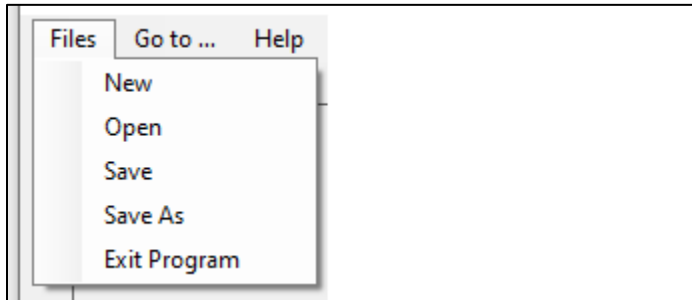 Files Go to ... Help
New
Open
Save
Save As
Exit Program